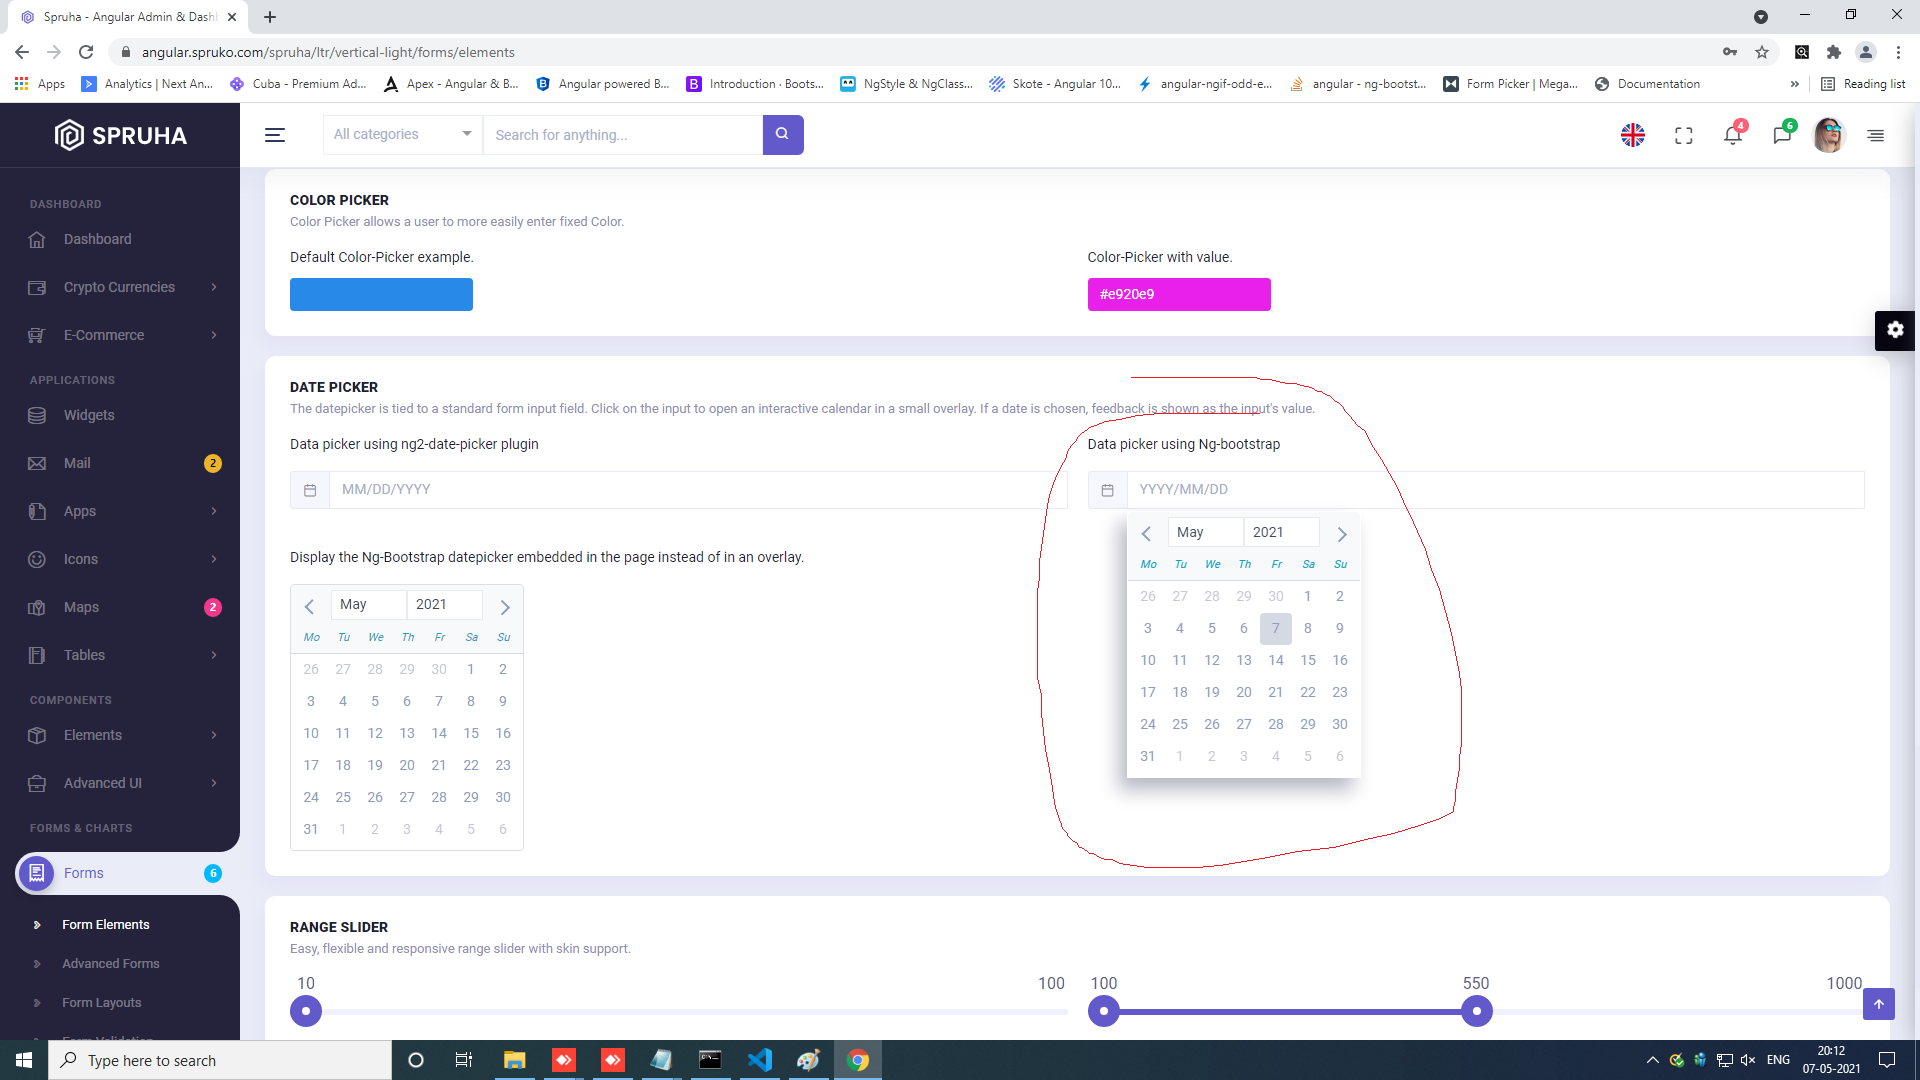 Spruha - Angular Admin & Dash
angular.spruko.com/spruha/ltr/vertical-light/forms/elements
Apps
Analytics | Next An...
Cuba - Premium Ad...
Apex - Angular & B...
Angular powered B...
Introduction · Boots...
NgStyle & NgClass...
Skote - Angular 10...
angular-ngif-odd-e...
angular - ng-bootst...
Form Picker | Mega...
Documentation
»
Reading list
SPRUHA
All categories
Search for anything...
4
6
DASHBOARD
Dashboard
Crypto Currencies
E-Commerce
APPLICATIONS
Widgets
Mail 2
Apps
Icons
Maps 2
Tables
COMPONENTS
Elements
Advanced UI
FORMS & CHARTS
Forms 6
Form Elements
Advanced Forms
Form Layouts
COLOR PICKER
Color Picker allows a user to more easily enter fixed Color.
Default Color-Picker example.
Color-Picker with value.
#e920e9
DATE PICKER
The datepicker is tied to a standard form input field. Click on the input to open an interactive calendar in a small overlay. If a date is chosen, feedback is shown as the input's value.
Data picker using ng2-date-picker plugin
MM/DD/YYYY
Display the Ng-Bootstrap datepicker embedded in the page instead of in an overlay.
May 2021
Mo Tu We Th Fr Sa Su
26 27 28 29 30 1 2
3 4 5 6 7 8 9
10 11 12 13 14 15 16
17 18 19 20 21 22 23
24 25 26 27 28 29 30
31 1 2 3 4 5 6
Data picker using Ng-bootstrap
YYYY/MM/DD
May 2021
Mo Tu We Th Fr Sa Su
26 27 28 29 30 1 2
3 4 5 6 7 8 9
10 11 12 13 14 15 16
17 18 19 20 21 22 23
24 25 26 27 28 29 30
31 1 2 3 4 5 6
RANGE SLIDER
Easy, flexible and responsive range slider with skin support.
10 100
100 550 1000
Type here to search
ENG
20:12
07-05-2021